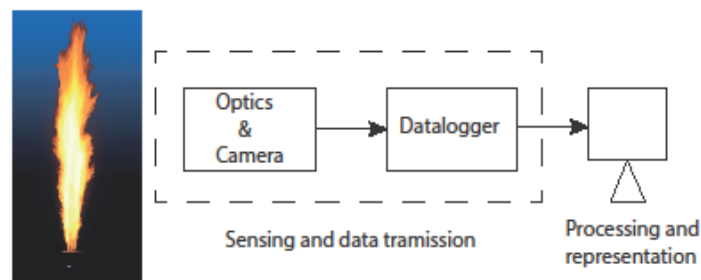 Optics
&
Camera
Datalogger
Sensing and data tramission
Processing and
representation